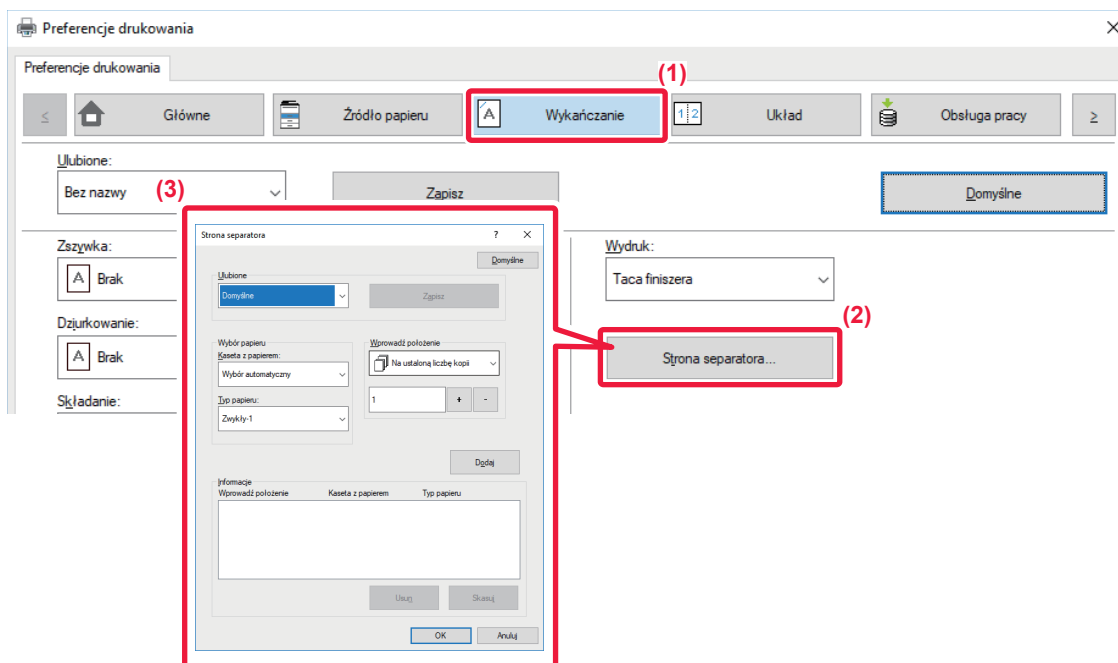 Preferencje drukowania
Preferencje drukowania
(1)
< Główne Źródło papieru A Wykańczanie 1 2 Układ Obsługa pracy >
Ulubione:
Bez nazwy Zapisz Domyślne
(3)
Zszywka:
A Brak
Dziurkowanie:
A Brak
Składanie:
Strona separatora ? ×
Domyślne
Ulubione
Domyślne Zapisz
Wybór papieru
Kaseta z papierem:
Wybór automatyczny
Typ papieru:
Zwykły-1
Wprowadź położenie
Na ustaloną liczbę kopii
1 + -
Dodaj
Informacje
Wprowadź położenie Kaseta z papierem Typ papieru
Usuń Skasuj
OK Anuluj
Wydruk:
Taca finiszera
(2)
Strona separatora...